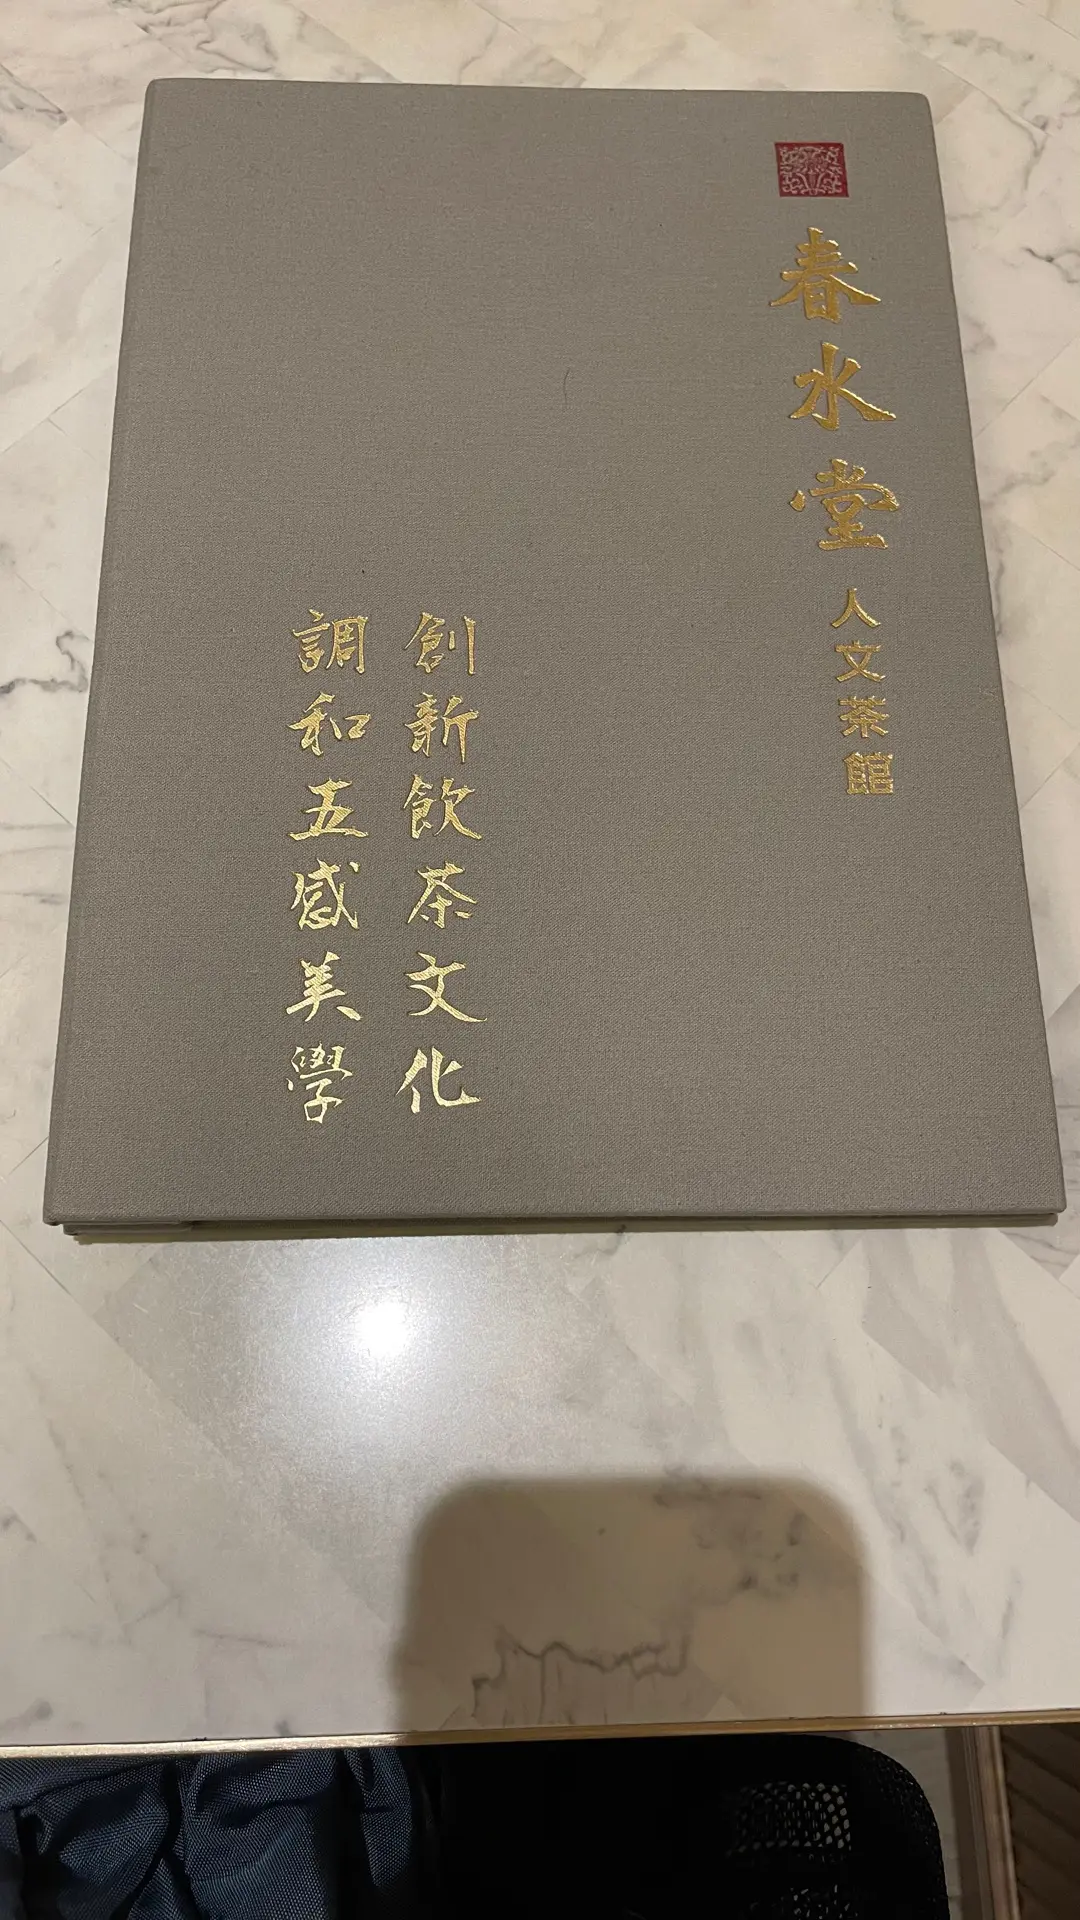 春水堂
人文茶館
創新飲茶文化
調和五感美學